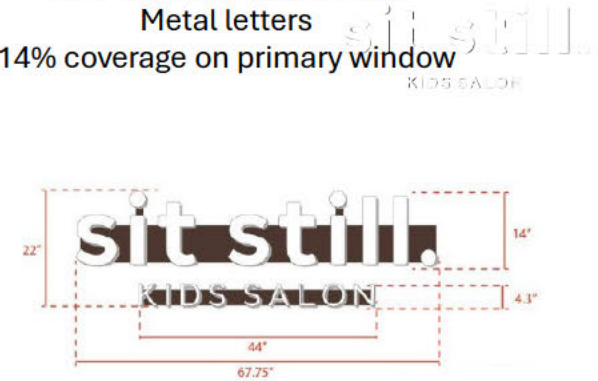 Metal letters
14% coverage on primary window
sit still.
KIDS SALON
sit still.
KIDS SALON
22"
14"
4.3"
44"
67.75"